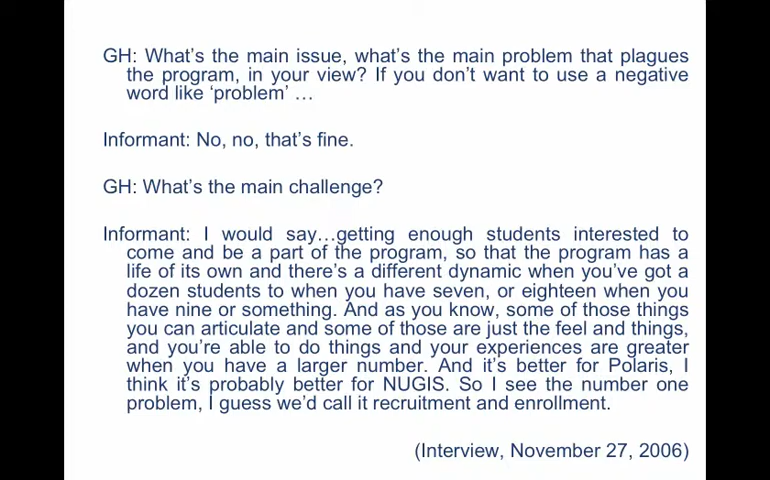 GH: What's the main issue, what's the main problem that plagues
the program, in your view? If you don't want to use a negative
word like 'problem' …
Informant: No, no, that's fine.
GH: What's the main challenge?
Informant: I would say…getting enough students interested to
come and be a part of the program, so that the program has a
life of its own and there's a different dynamic when you've got a
dozen students to when you have seven, or eighteen when you
have nine or something. And as you know, some of those things
you can articulate and some of those are just the feel and things,
and you're able to do things and your experiences are greater
when you have a larger number. And it's better for Polaris, I
think it's probably better for NUGIS. So I see the number one
problem, I guess we'd call it recruitment and enrollment.
(Interview, November 27, 2006)